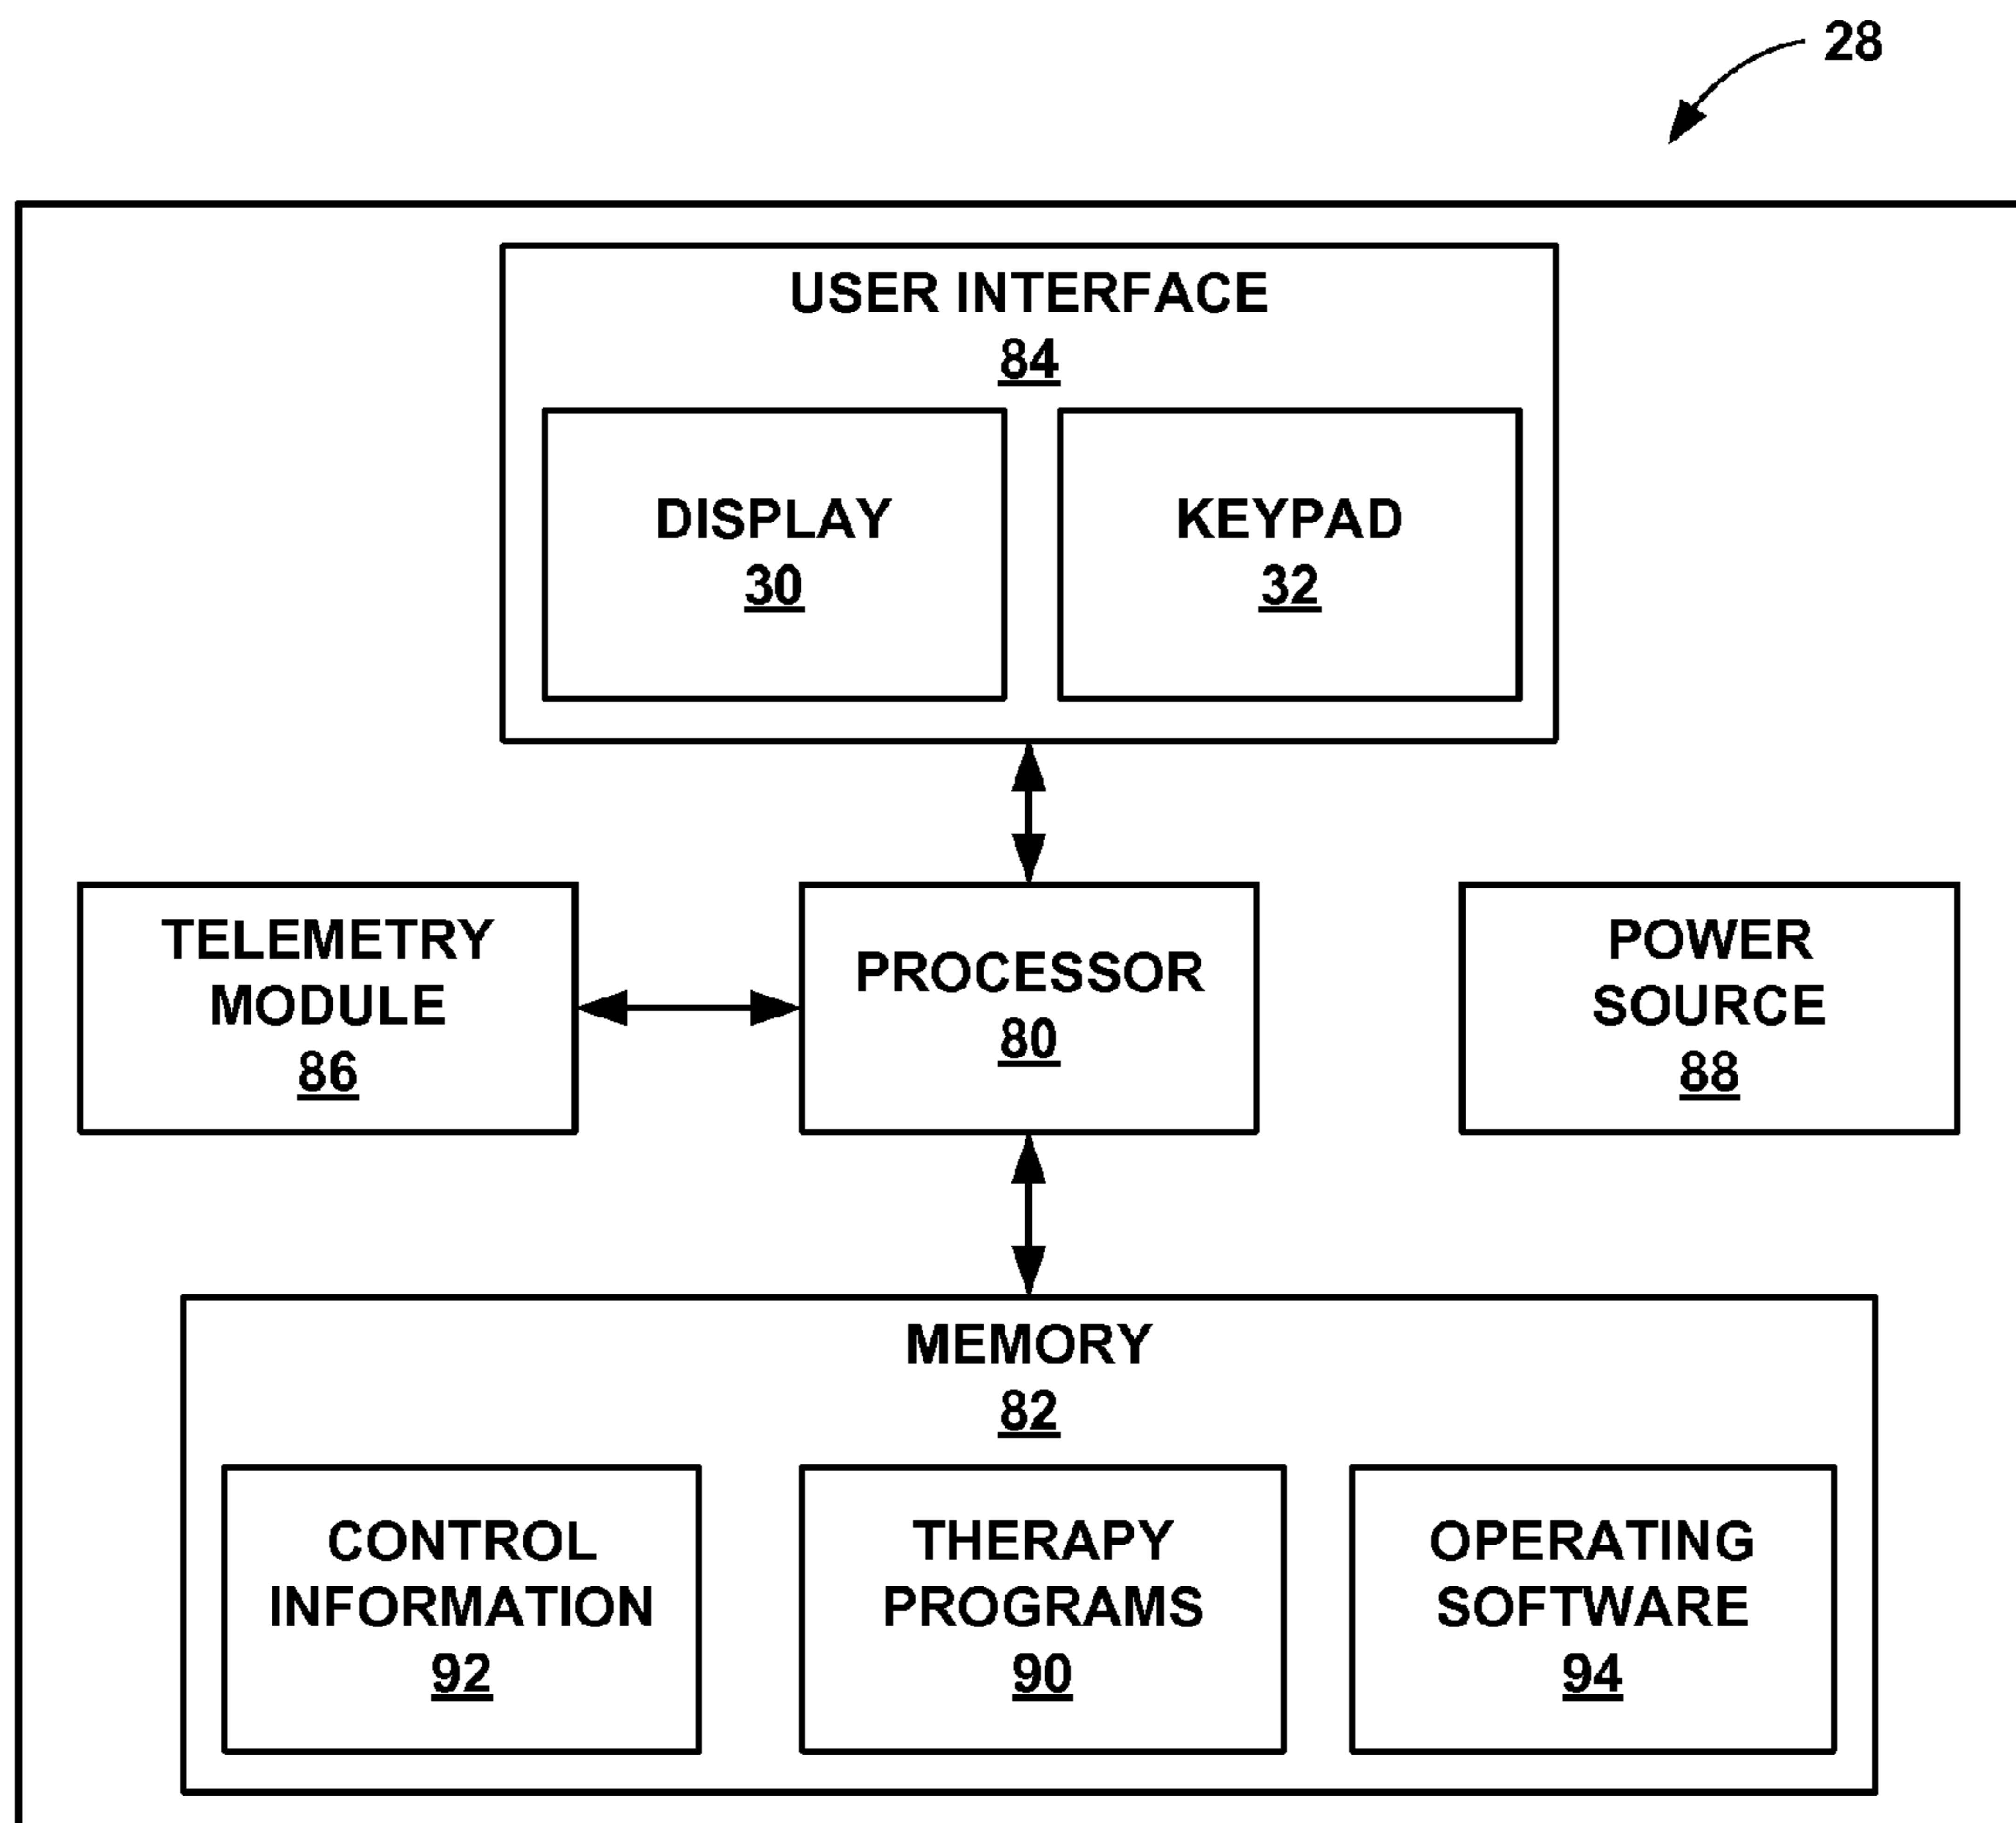 28
USER INTERFACE
84
DISPLAY
30
KEYPAD
32
TELEMETRY
MODULE
86
PROCESSOR
80
POWER
SOURCE
88
MEMORY
82
CONTROL
INFORMATION
92
THERAPY
PROGRAMS
90
OPERATING
SOFTWARE
94